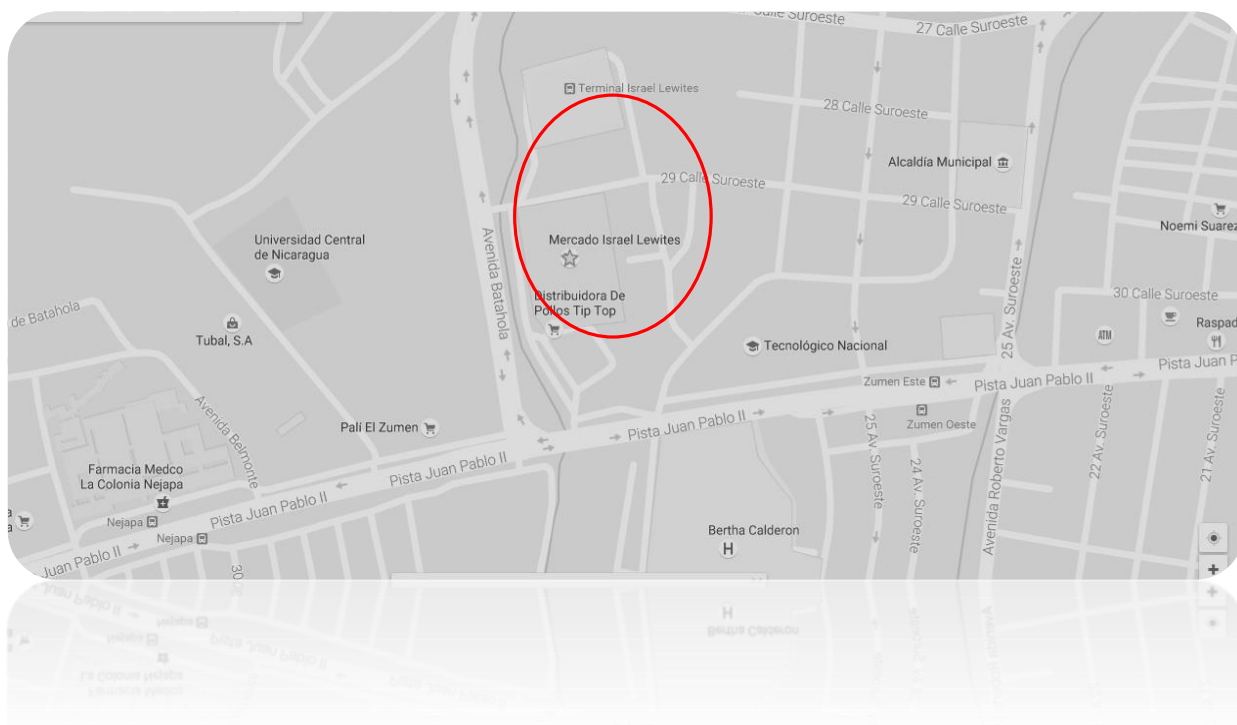 Calle Suroeste
27 Calle Suroeste
Terminal Israel Lewites
28 Calle Suroeste
Alcaldía Municipal
29 Calle Suroeste
29 Calle Suroeste
Noemi Suarez
Universidad Central
de Nicaragua
Mercado Israel Lewites
Avenida Batahola
Distribuidora De
Pollos Tip Top
25 Av. Suroeste
30 Calle Suroeste
de Batahola
Tubal, S.A
ATM
Raspad
Tecnológico Nacional
Pista Juan P
Zumen Este
Pista Juan Pablo II
Avenida Belmonte
Palí El Zumen
Pista Juan Pablo II
Zumen Oeste
25 Av. Suroeste
24 Av. Suroeste
Avenida Roberto Vargas
22 Av. Suroeste
21 Av. Suroeste
Farmacia Medco
La Colonia Nejapa
Pista Juan Pablo II
Pista Juan Pablo II
a
a
Nejapa
Nejapa
Bertha Calderon
H
Juan Pablo II